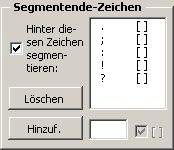 Segmentende-Zeichen
Hinter die-
sen Zeichen
segmen-
tieren:
. [ ]
; [ ]
: [ ]
! [ ]
? [ ]
Löschen
Hinzuf.
[ ]